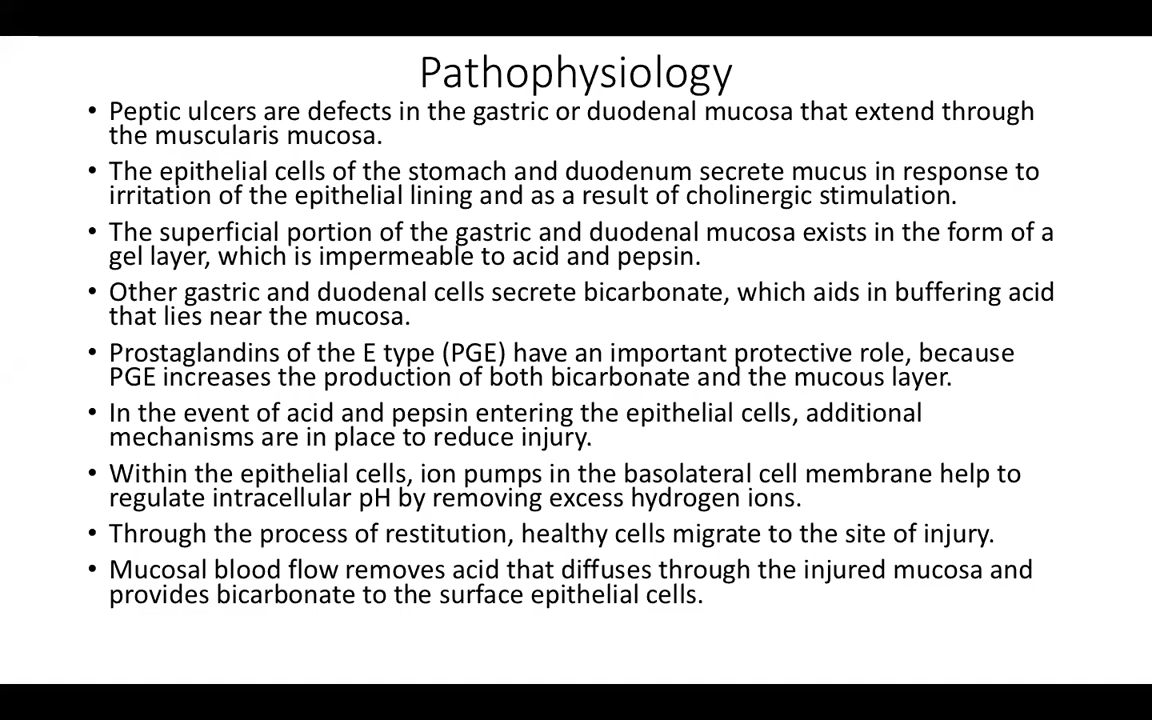 Pathophysiology
• Peptic ulcers are defects in the gastric or duodenal mucosa that extend through
the muscularis mucosa.
• The epithelial cells of the stomach and duodenum secrete mucus in response to
irritation of the epithelial lining and as a result of cholinergic stimulation.
• The superficial portion of the gastric and duodenal mucosa exists in the form of a
gel layer, which is impermeable to acid and pepsin.
• Other gastric and duodenal cells secrete bicarbonate, which aids in buffering acid
that lies near the mucosa.
• Prostaglandins of the E type (PGE) have an important protective role, because
PGE increases the production of both bicarbonate and the mucous layer.
• In the event of acid and pepsin entering the epithelial cells, additional
mechanisms are in place to reduce injury.
• Within the epithelial cells, ion pumps in the basolateral cell membrane help to
regulate intracellular pH by removing excess hydrogen ions.
• Through the process of restitution, healthy cells migrate to the site of injury.
• Mucosal blood flow removes acid that diffuses through the injured mucosa and
provides bicarbonate to the surface epithelial cells.